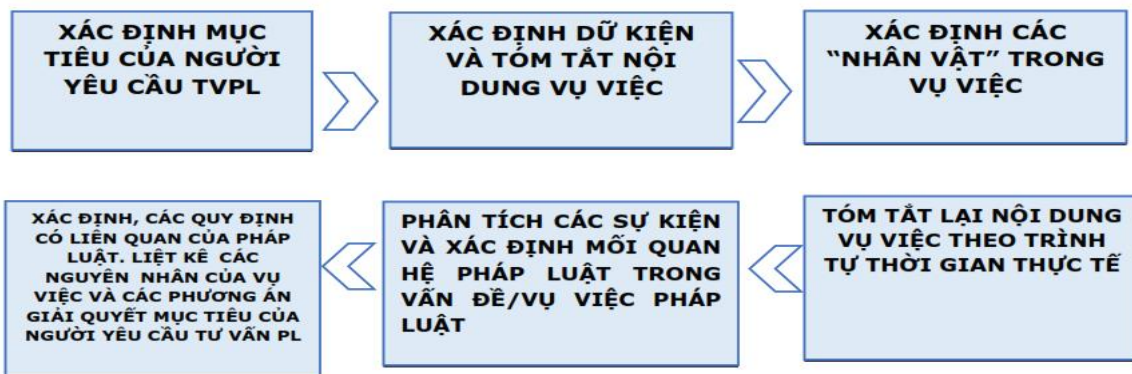 XÁC ĐỊNH MỤC
TIÊU CỦA NGƯỜI
YÊU CẦU TVPL
XÁC ĐỊNH DỮ KIỆN
VÀ TÓM TẮT NỘI
DUNG VỤ VIỆC
XÁC ĐỊNH CÁC
“NHÂN VẬT” TRONG
VỤ VIỆC
TÓM TẮT LẠI NỘI DUNG
VỤ VIỆC THEO TRÌNH
TỰ THỜI GIAN THỰC TẾ
PHÂN TÍCH CÁC SỰ KIỆN
VÀ XÁC ĐỊNH MỐI QUAN
HỆ PHÁP LUẬT TRONG
VẤN ĐỀ/VỤ VIỆC PHÁP
LUẬT
XÁC ĐỊNH, CÁC QUY ĐỊNH
CÓ LIÊN QUAN CỦA PHÁP
LUẬT. LIỆT KÊ CÁC
NGUYÊN NHÂN CỦA VỤ
VIỆC VÀ CÁC PHƯƠNG ÁN
GIẢI QUYẾT MỤC TIÊU CỦA
NGƯỜI YÊU CẦU TƯ VẤN PL